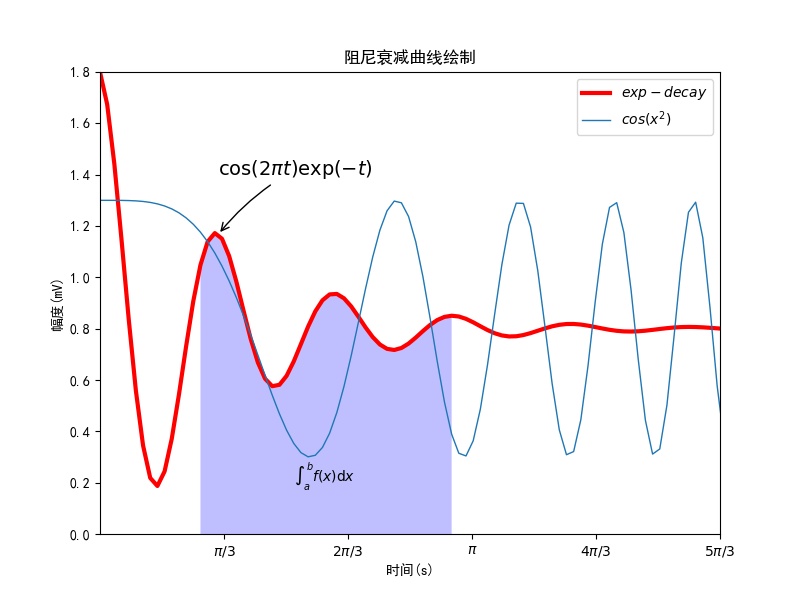 阻尼衰减曲线绘制
exp − decay
cos(x²)
cos(2πt)exp(−t)
∫ₐᵇ f(x)dx
幅度(mV)
1.8
1.6
1.4
1.2
1.0
0.8
0.6
0.4
0.2
0.0
π/3 2π/3 π 4π/3 5π/3
时间(s)